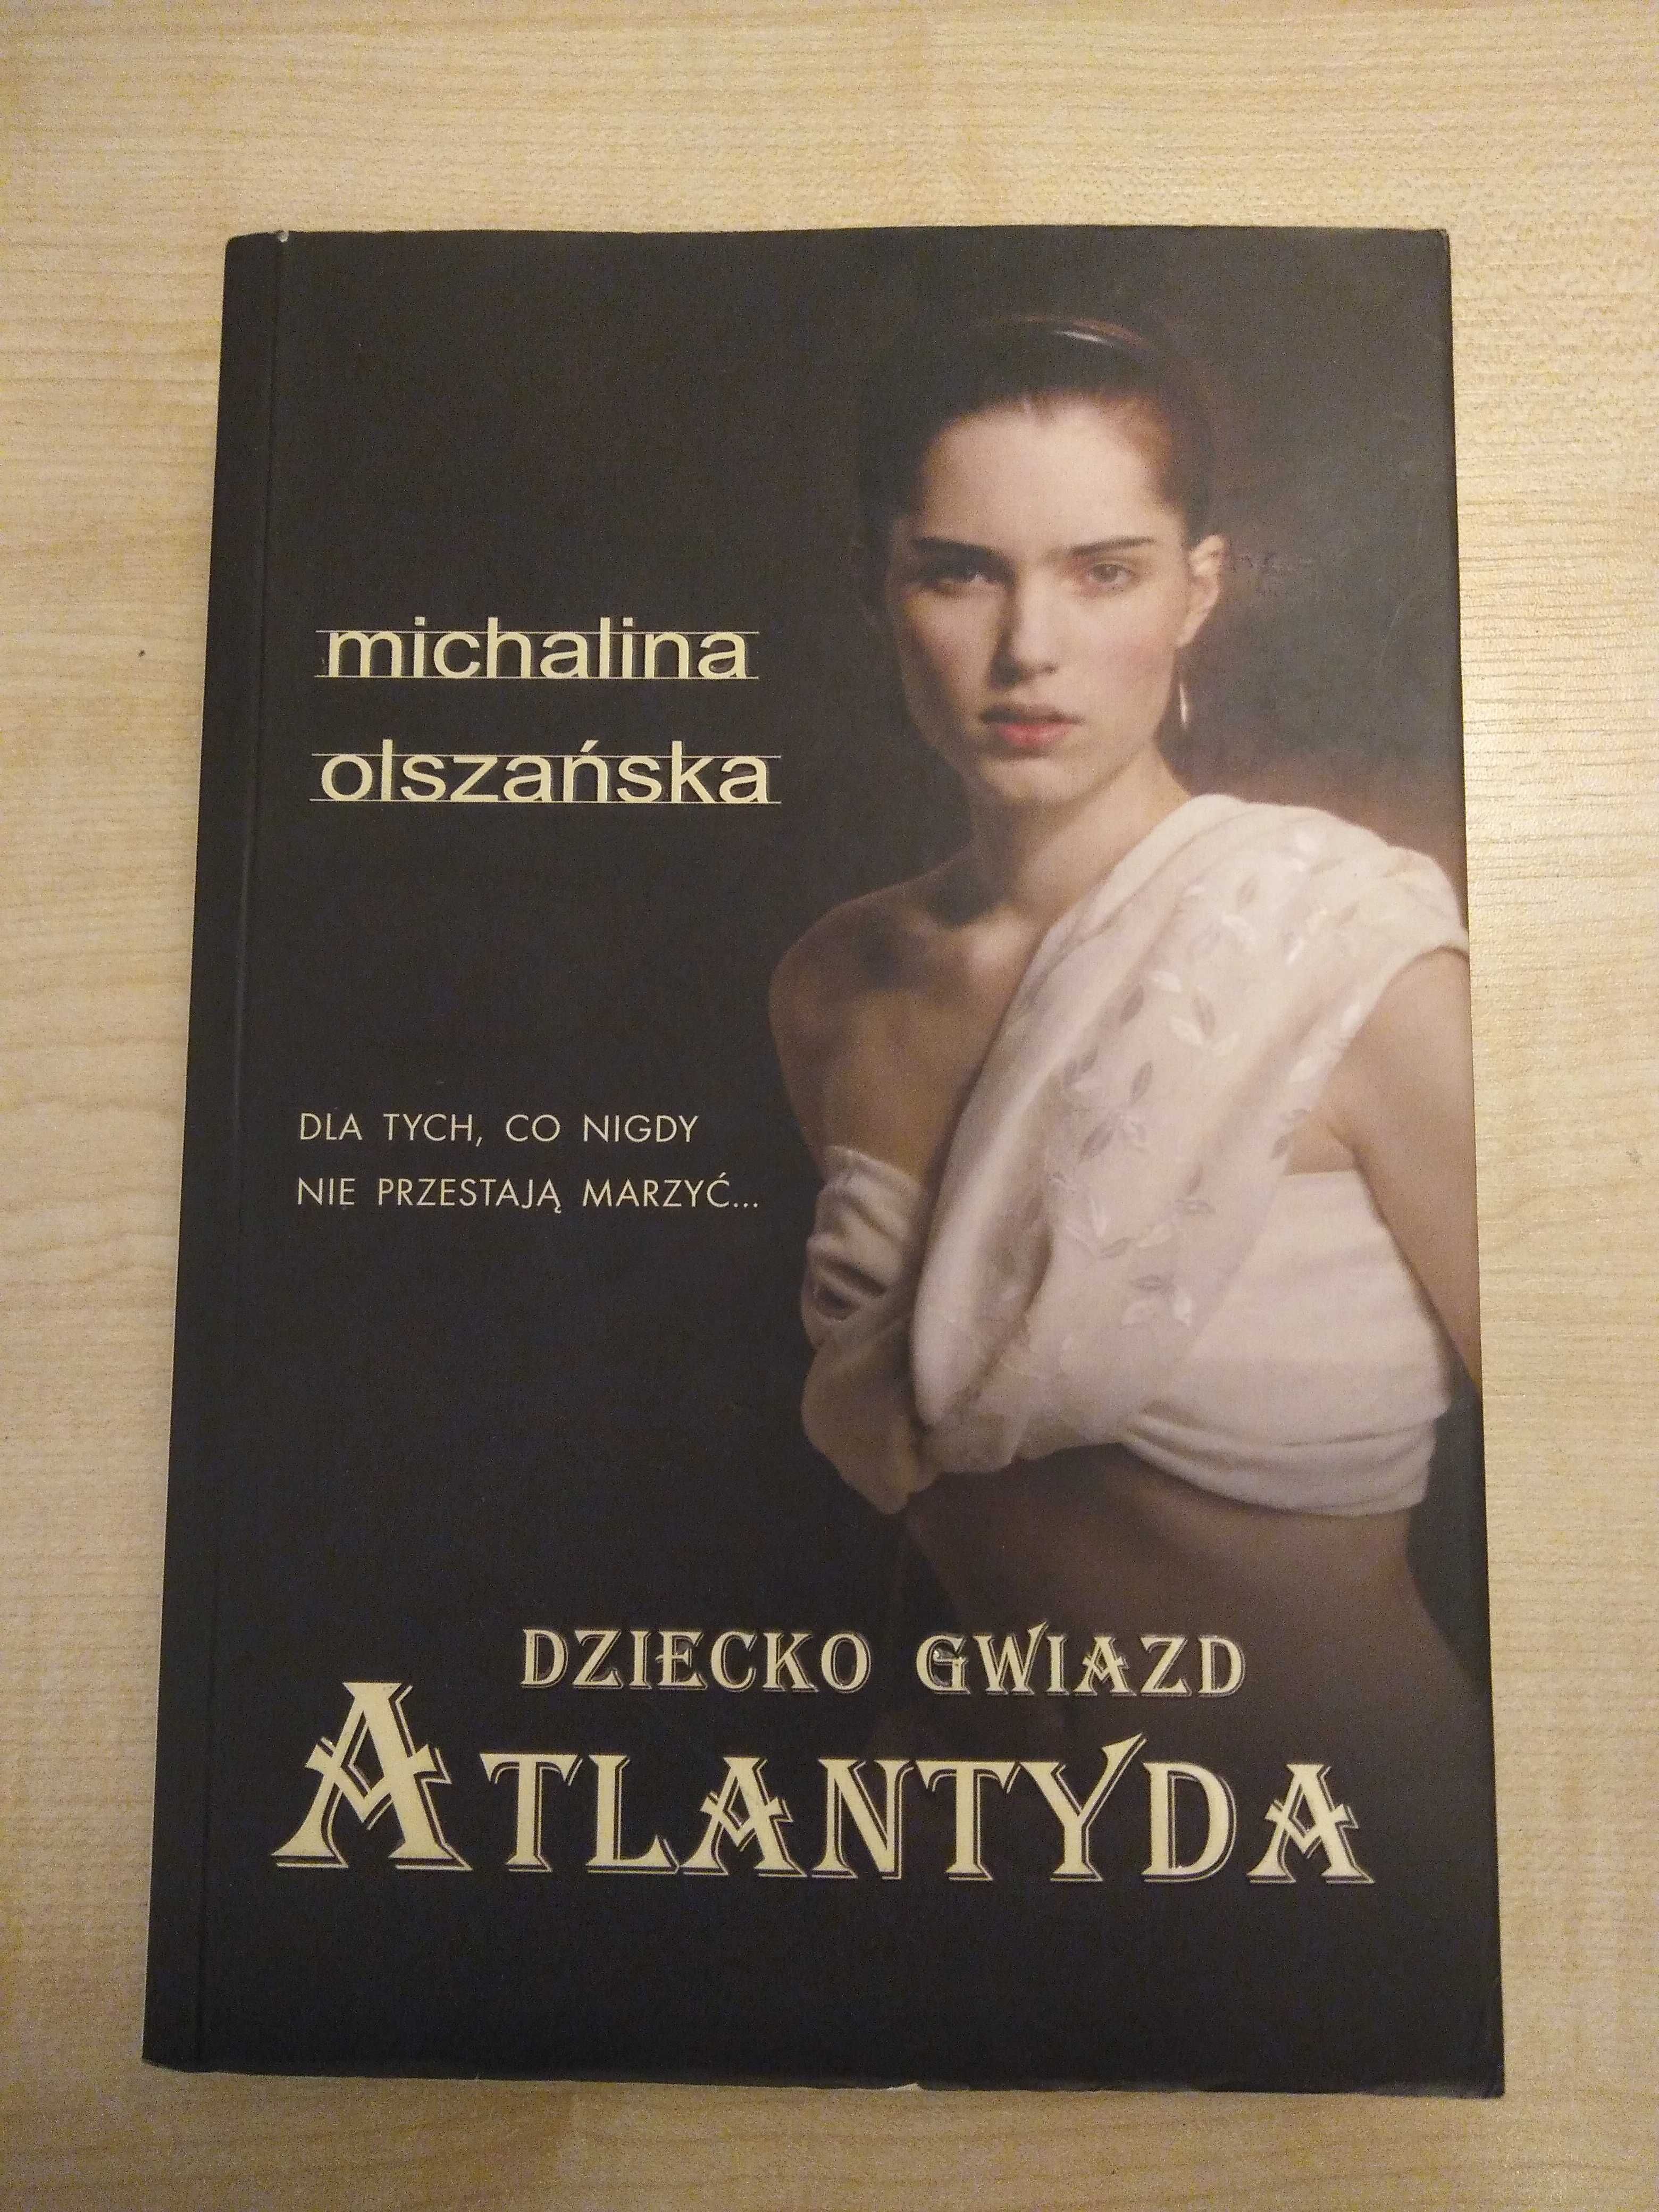 michalina
olszańska
DLA TYCH, CO NIGDY
NIE PRZESTAJĄ MARZYĆ...
DZIECKO GWIAZD
ATLANTYDA